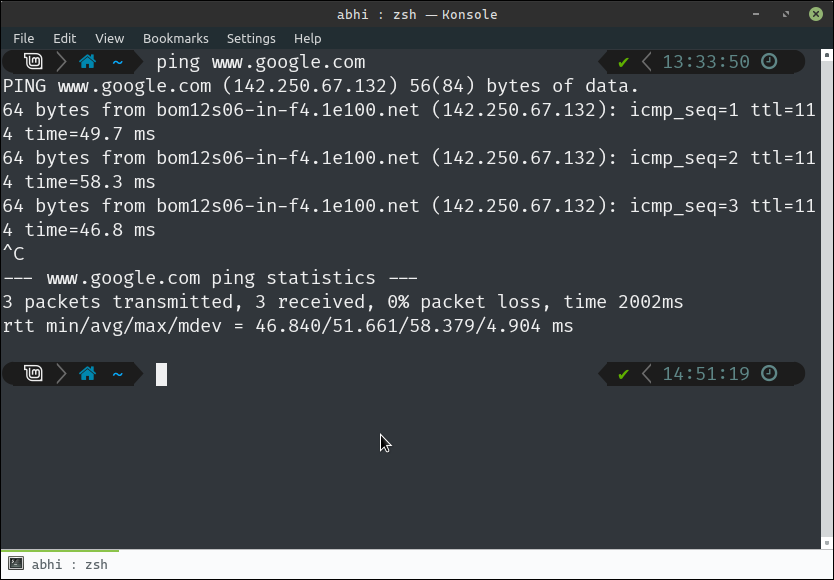 abhi : zsh — Konsole
File Edit View Bookmarks Settings Help
~ ping www.google.com ✔ 13:33:50
PING www.google.com (142.250.67.132) 56(84) bytes of data.
64 bytes from bom12s06-in-f4.1e100.net (142.250.67.132): icmp_seq=1 ttl=11
4 time=49.7 ms
64 bytes from bom12s06-in-f4.1e100.net (142.250.67.132): icmp_seq=2 ttl=11
4 time=58.3 ms
64 bytes from bom12s06-in-f4.1e100.net (142.250.67.132): icmp_seq=3 ttl=11
4 time=46.8 ms
^C
--- www.google.com ping statistics ---
3 packets transmitted, 3 received, 0% packet loss, time 2002ms
rtt min/avg/max/mdev = 46.840/51.661/58.379/4.904 ms
~ ✔ 14:51:19
abhi : zsh